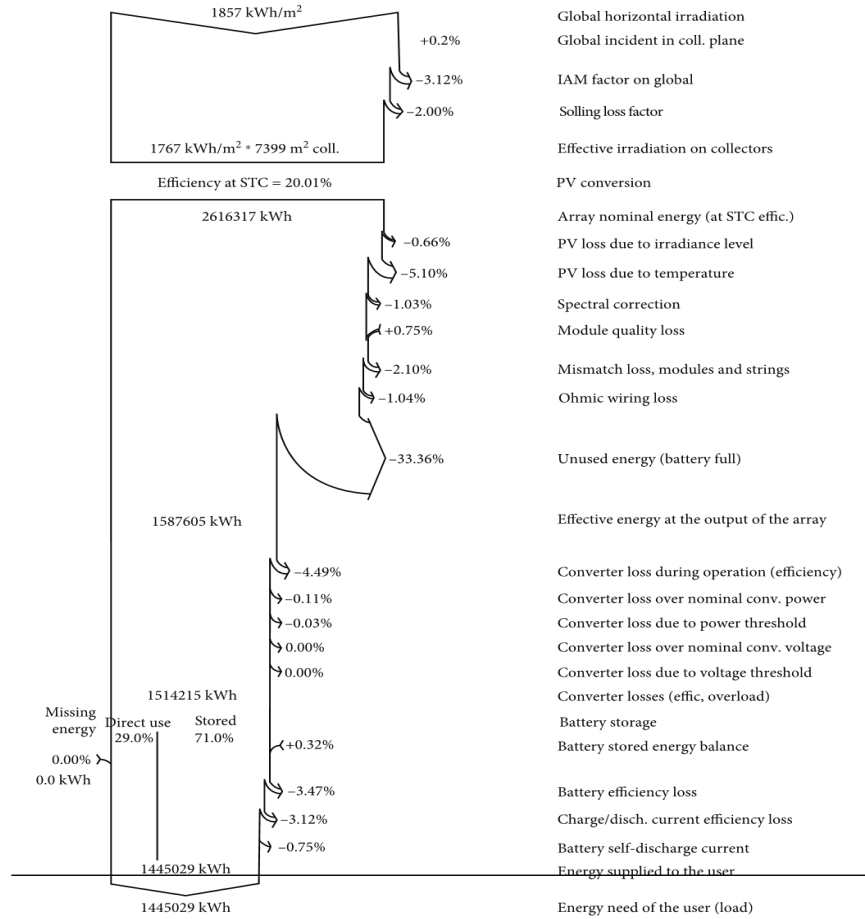 1857 kWh/m² Global horizontal irradiation
+0.2% Global incident in coll. plane
–3.12% IAM factor on global
–2.00% Solling loss factor
1767 kWh/m² * 7399 m² coll. Effective irradiation on collectors
Efficiency at STC = 20.01% PV conversion
2616317 kWh Array nominal energy (at STC effic.)
–0.66% PV loss due to irradiance level
–5.10% PV loss due to temperature
–1.03% Spectral correction
+0.75% Module quality loss
–2.10% Mismatch loss, modules and strings
–1.04% Ohmic wiring loss
–33.36% Unused energy (battery full)
1587605 kWh Effective energy at the output of the array
–4.49% Converter loss during operation (efficiency)
–0.11% Converter loss over nominal conv. power
–0.03% Converter loss due to power threshold
0.00% Converter loss over nominal conv. voltage
0.00% Converter loss due to voltage threshold
1514215 kWh Converter losses (effic, overload)
Missing energy Direct use Stored Battery storage
29.0% 71.0%
+0.32% Battery stored energy balance
0.00%
0.0 kWh
–3.47% Battery efficiency loss
–3.12% Charge/disch. current efficiency loss
–0.75% Battery self-discharge current
1445029 kWh Energy supplied to the user
1445029 kWh Energy need of the user (load)